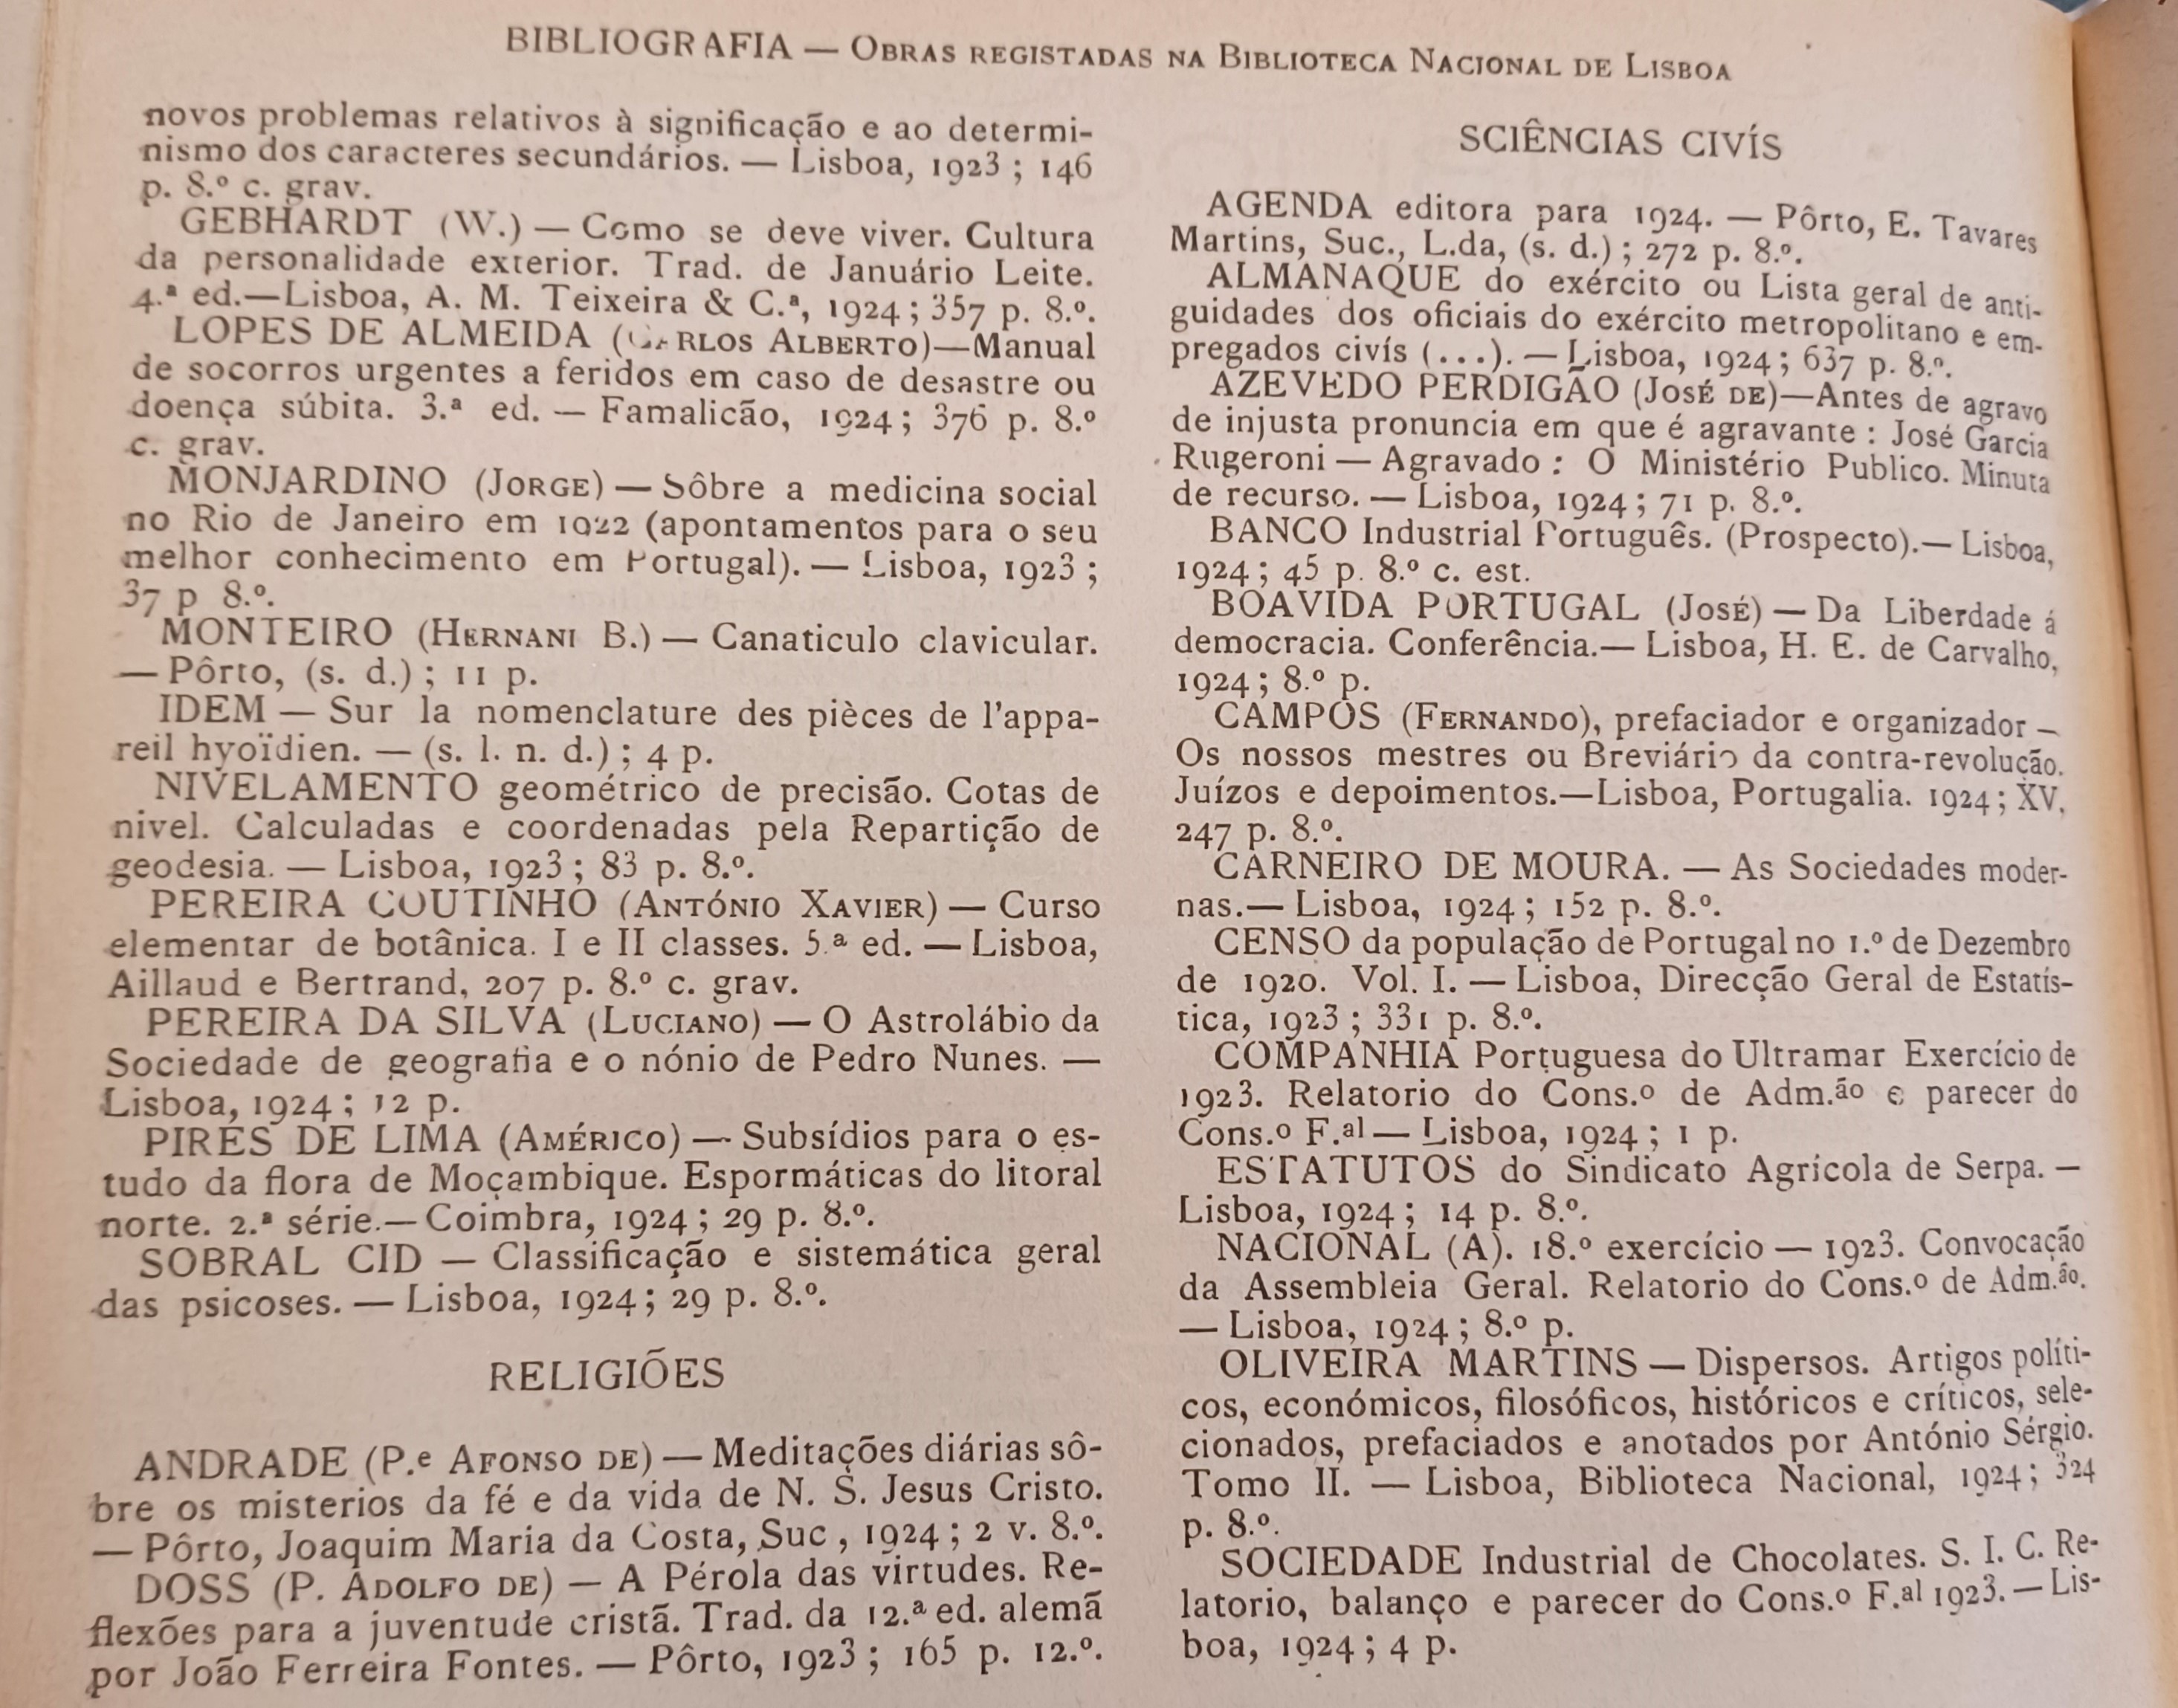 BIBLIOGRAFIA — OBRAS REGISTADAS NA BIBLIOTECA NACIONAL DE LISBOA
novos problemas relativos à significação e ao determi-
nismo dos caracteres secundários. — Lisboa, 1923 ; 146
p. 8.º c. grav.
GEBHARDT (W.) — Como se deve viver. Cultura
da personalidade exterior. Trad. de Januário Leite.
4.ª ed.—Lisboa, A. M. Teixeira & C.ª, 1924 ; 357 p. 8.º.
LOPES DE ALMEIDA (CARLOS ALBERTO)—Manual
de socorros urgentes a feridos em caso de desastre ou
doença súbita. 3.ª ed. — Famalicão, 1924 ; 376 p. 8.º
c. grav.
MONJARDINO (JORGE) — Sôbre a medicina social
no Rio de Janeiro em 1922 (apontamentos para o seu
melhor conhecimento em Portugal). — Lisboa, 1923 ;
37 p 8.º.
MONTEIRO (HERNANI B.) — Canaticulo clavicular.
— Pôrto, (s. d.) ; 11 p.
IDEM — Sur la nomenclature des pièces de l'appa-
reil hyoïdien. — (s. l. n. d.) ; 4 p.
NIVELAMENTO geométrico de precisão. Cotas de
nivel. Calculadas e coordenadas pela Repartição de
geodesia. — Lisboa, 1923 ; 83 p. 8.º.
PEREIRA COUTINHO (ANTÓNIO XAVIER) — Curso
elementar de botânica. I e II classes. 5.ª ed. — Lisboa,
Aillaud e Bertrand, 207 p. 8.º c. grav.
PEREIRA DA SILVA (LUCIANO) — O Astrolábio da
Sociedade de geografia e o nónio de Pedro Nunes. —
Lisboa, 1924 ; 12 p.
PIRES DE LIMA (AMÉRICO) — Subsídios para o es-
tudo da flora de Moçambique. Espormáticas do litoral
norte. 2.ª série.— Coimbra, 1924 ; 29 p. 8.º.
SOBRAL CID — Classificação e sistemática geral
das psicoses. — Lisboa, 1924 ; 29 p. 8.º.
RELIGIÕES
ANDRADE (P.e AFONSO DE) — Meditações diárias sô-
bre os misterios da fé e da vida de N. S. Jesus Cristo.
— Pôrto, Joaquim Maria da Costa, Suc , 1924 ; 2 v. 8.º.
DOSS (P. ADOLFO DE) — A Pérola das virtudes. Re-
flexões para a juventude cristã. Trad. da 12.ª ed. alemã
por João Ferreira Fontes. — Pôrto, 1923 ; 165 p. 12.º.
SCIÊNCIAS CIVÍS
AGENDA editora para 1924. — Pôrto, E. Tavares
Martins, Suc., L.da, (s. d.) ; 272 p. 8.º.
ALMANAQUE do exército ou Lista geral de anti-
guidades dos oficiais do exército metropolitano e em-
pregados civís (...). — Lisboa, 1924 ; 637 p. 8.º.
AZEVEDO PERDIGÃO (JOSÉ DE)—Antes de agravo
de injusta pronuncia em que é agravante : José Garcia
Rugeroni — Agravado : O Ministério Publico. Minuta
de recurso. — Lisboa, 1924 ; 71 p. 8.º.
BANCO Industrial Português. (Prospecto).— Lisboa,
1924 ; 45 p. 8.º c. est.
BOAVIDA PORTUGAL (JOSÉ) — Da Liberdade á
democracia. Conferência.— Lisboa, H. E. de Carvalho,
1924 ; 8.º p.
CAMPOS (FERNANDO), prefaciador e organizador —
Os nossos mestres ou Breviário da contra-revolução.
Juízos e depoimentos.—Lisboa, Portugalia. 1924 ; XV,
247 p. 8.º.
CARNEIRO DE MOURA. — As Sociedades moder-
nas.— Lisboa, 1924 ; 152 p. 8.º.
CENSO da população de Portugal no 1.º de Dezembro
de 1920. Vol. I. — Lisboa, Direcção Geral de Estatís-
tica, 1923 ; 331 p. 8.º.
COMPANHIA Portuguesa do Ultramar Exercício de
1923. Relatorio do Cons.º de Adm.ão e parecer do
Cons.º F.al — Lisboa, 1924 ; 1 p.
ESTATUTOS do Sindicato Agrícola de Serpa. —
Lisboa, 1924 ; 14 p. 8.º.
NACIONAL (A). 18.º exercício — 1923. Convocação
da Assembleia Geral. Relatorio do Cons.º de Adm.ão.
— Lisboa, 1924 ; 8.º p.
OLIVEIRA MARTINS — Dispersos. Artigos políti-
cos, económicos, filosóficos, históricos e críticos, sele-
cionados, prefaciados e anotados por António Sérgio.
Tomo II. — Lisboa, Biblioteca Nacional, 1924 ; 324
p. 8.º.
SOCIEDADE Industrial de Chocolates. S. I. C. Re-
latorio, balanço e parecer do Cons.º F.al 1923. — Lis-
boa, 1924 ; 4 p.